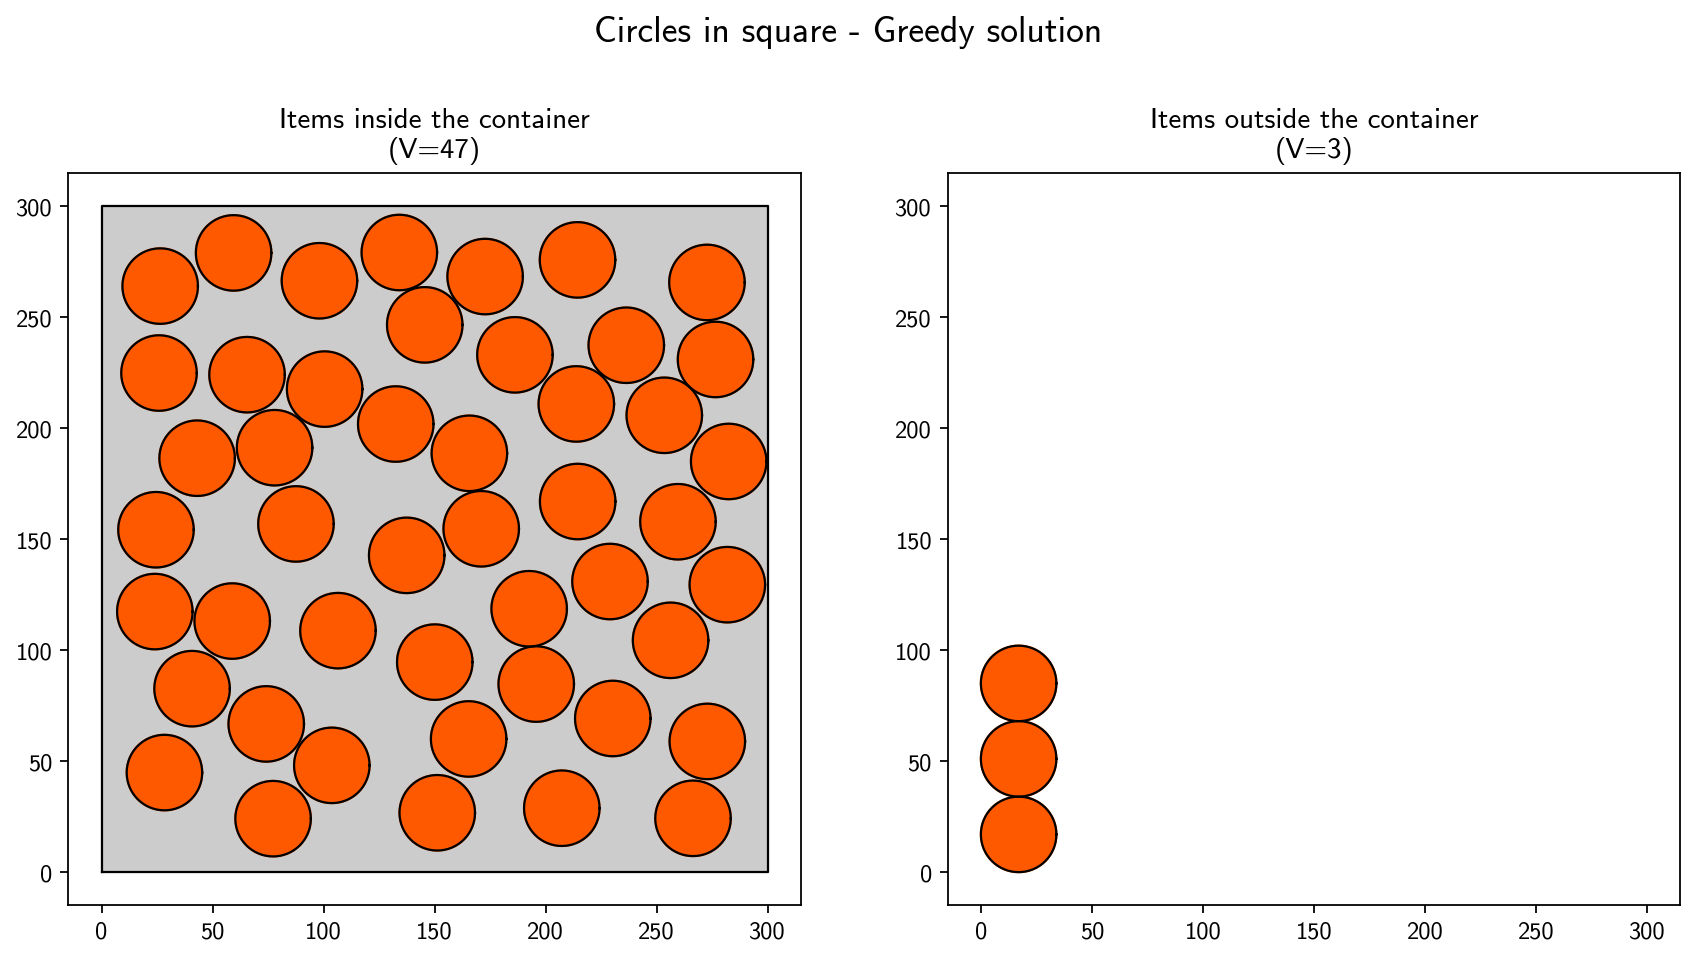 Circles in square - Greedy solution
Items inside the container
(V=47)
300
250
200
150
100
50
0
0 50 100 150 200 250 300
Items outside the container
(V=3)
300
250
200
150
100
50
0
0 50 100 150 200 250 300